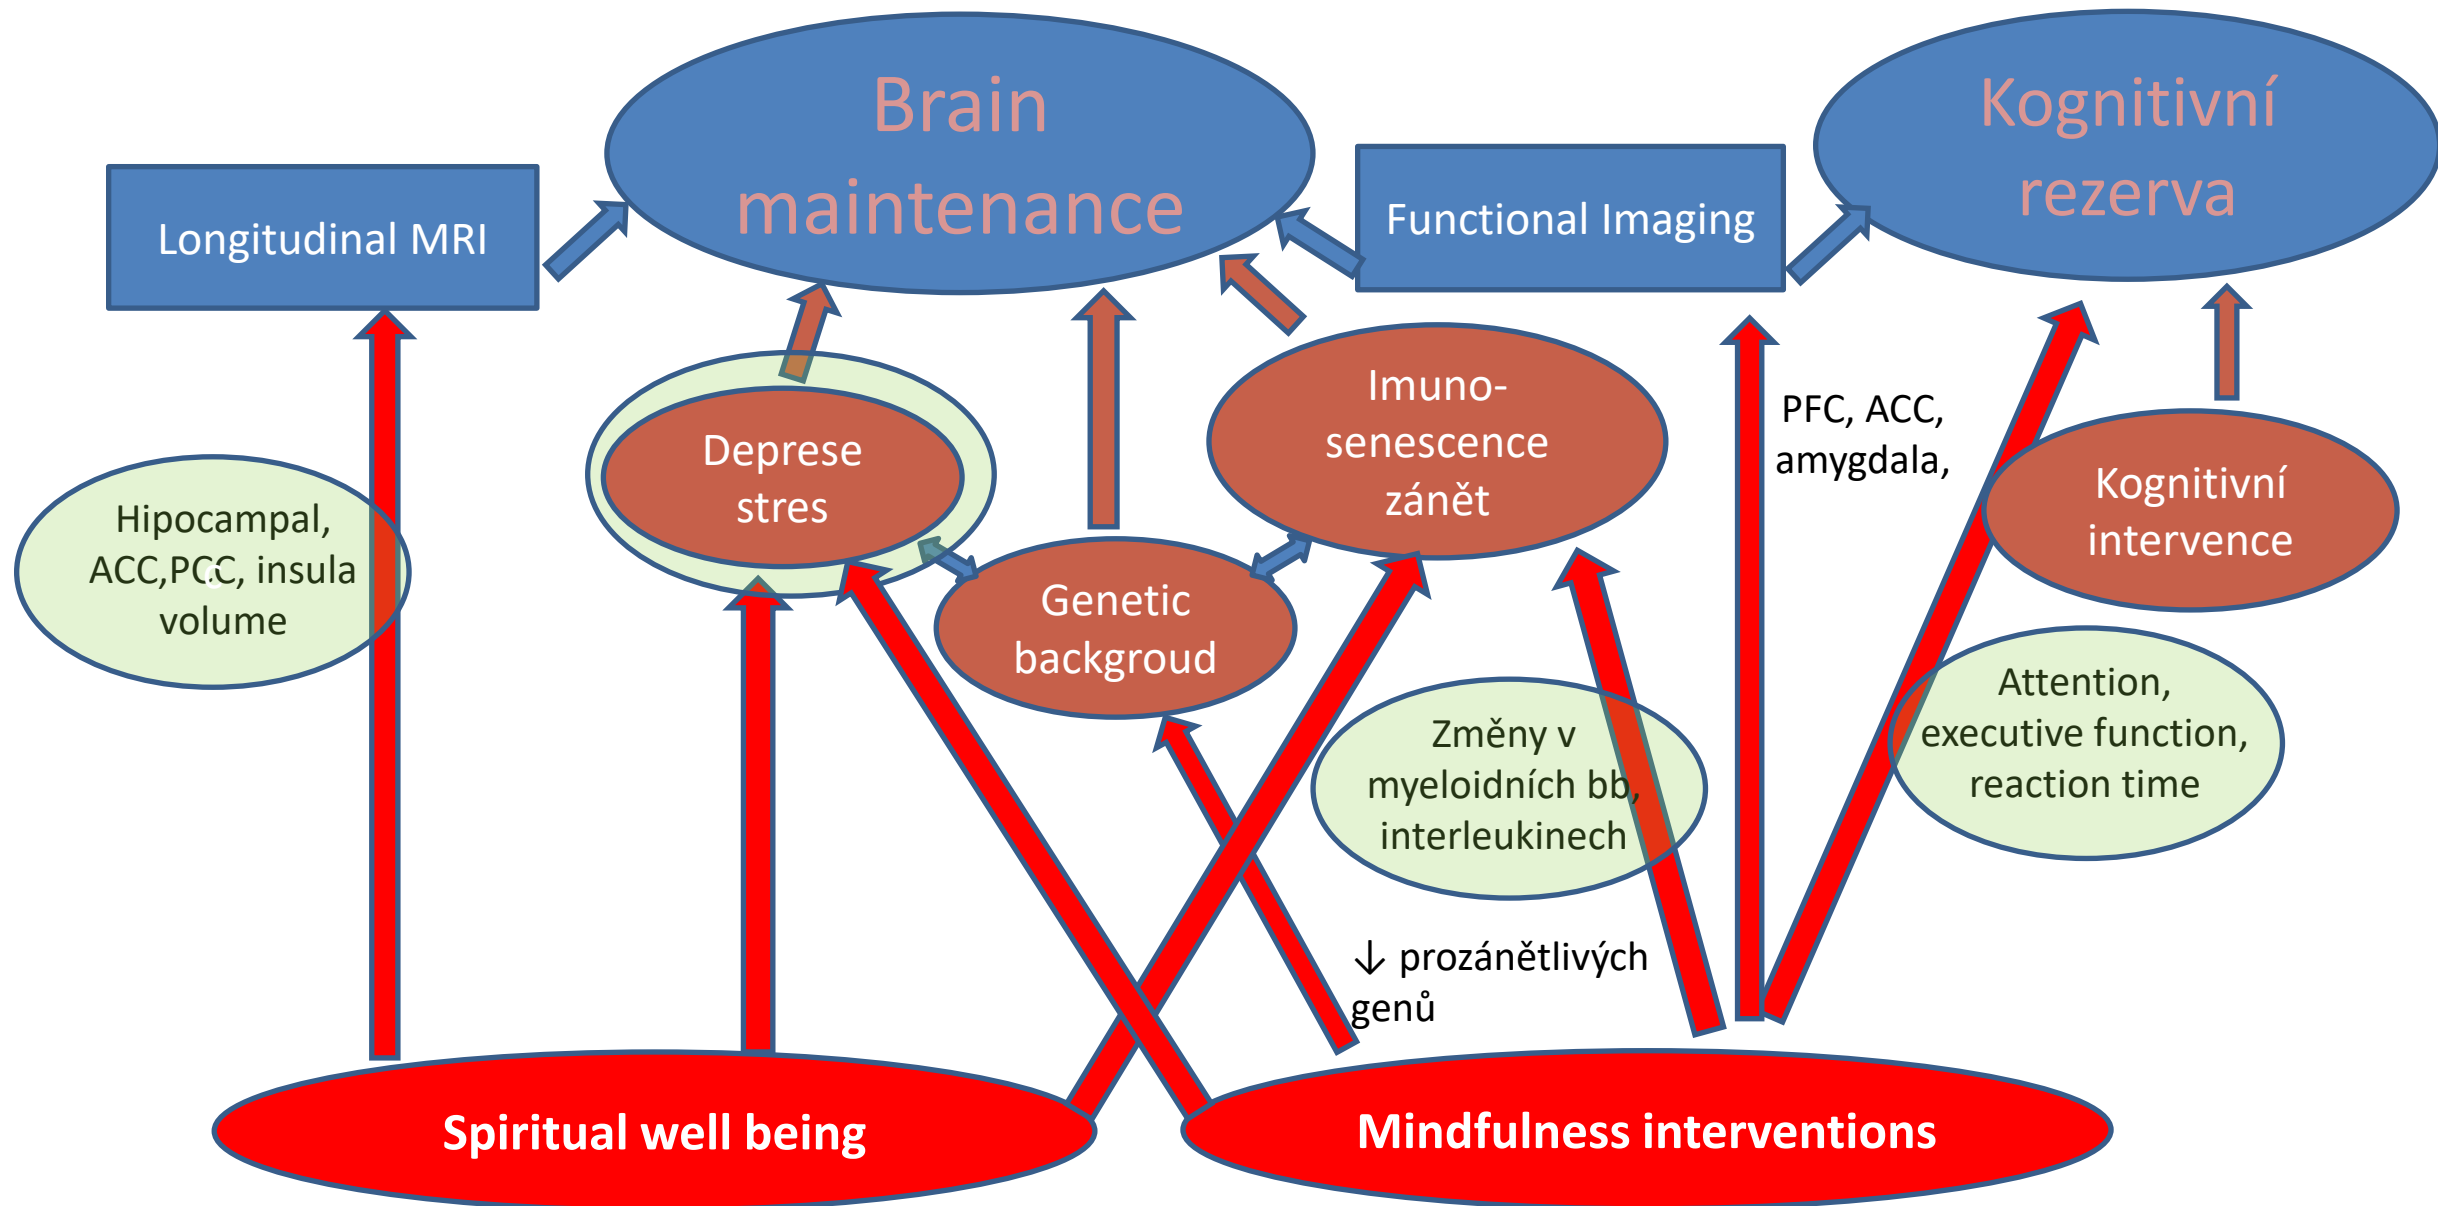 Brain
maintenance
Kognitivní
rezerva
Longitudinal MRI
Functional Imaging
Imuno-
senescence
zánět
PFC, ACC,
amygdala,
Deprese
stres
Kognitivní
intervence
Hipocampal,
ACC,PCC, insula
volume
c
Genetic
backgroud
Attention,
executive function,
reaction time
Změny v
myeloidních bb,
interleukinech
↓ prozánětlivých
genů
Spiritual well being
Mindfulness interventions